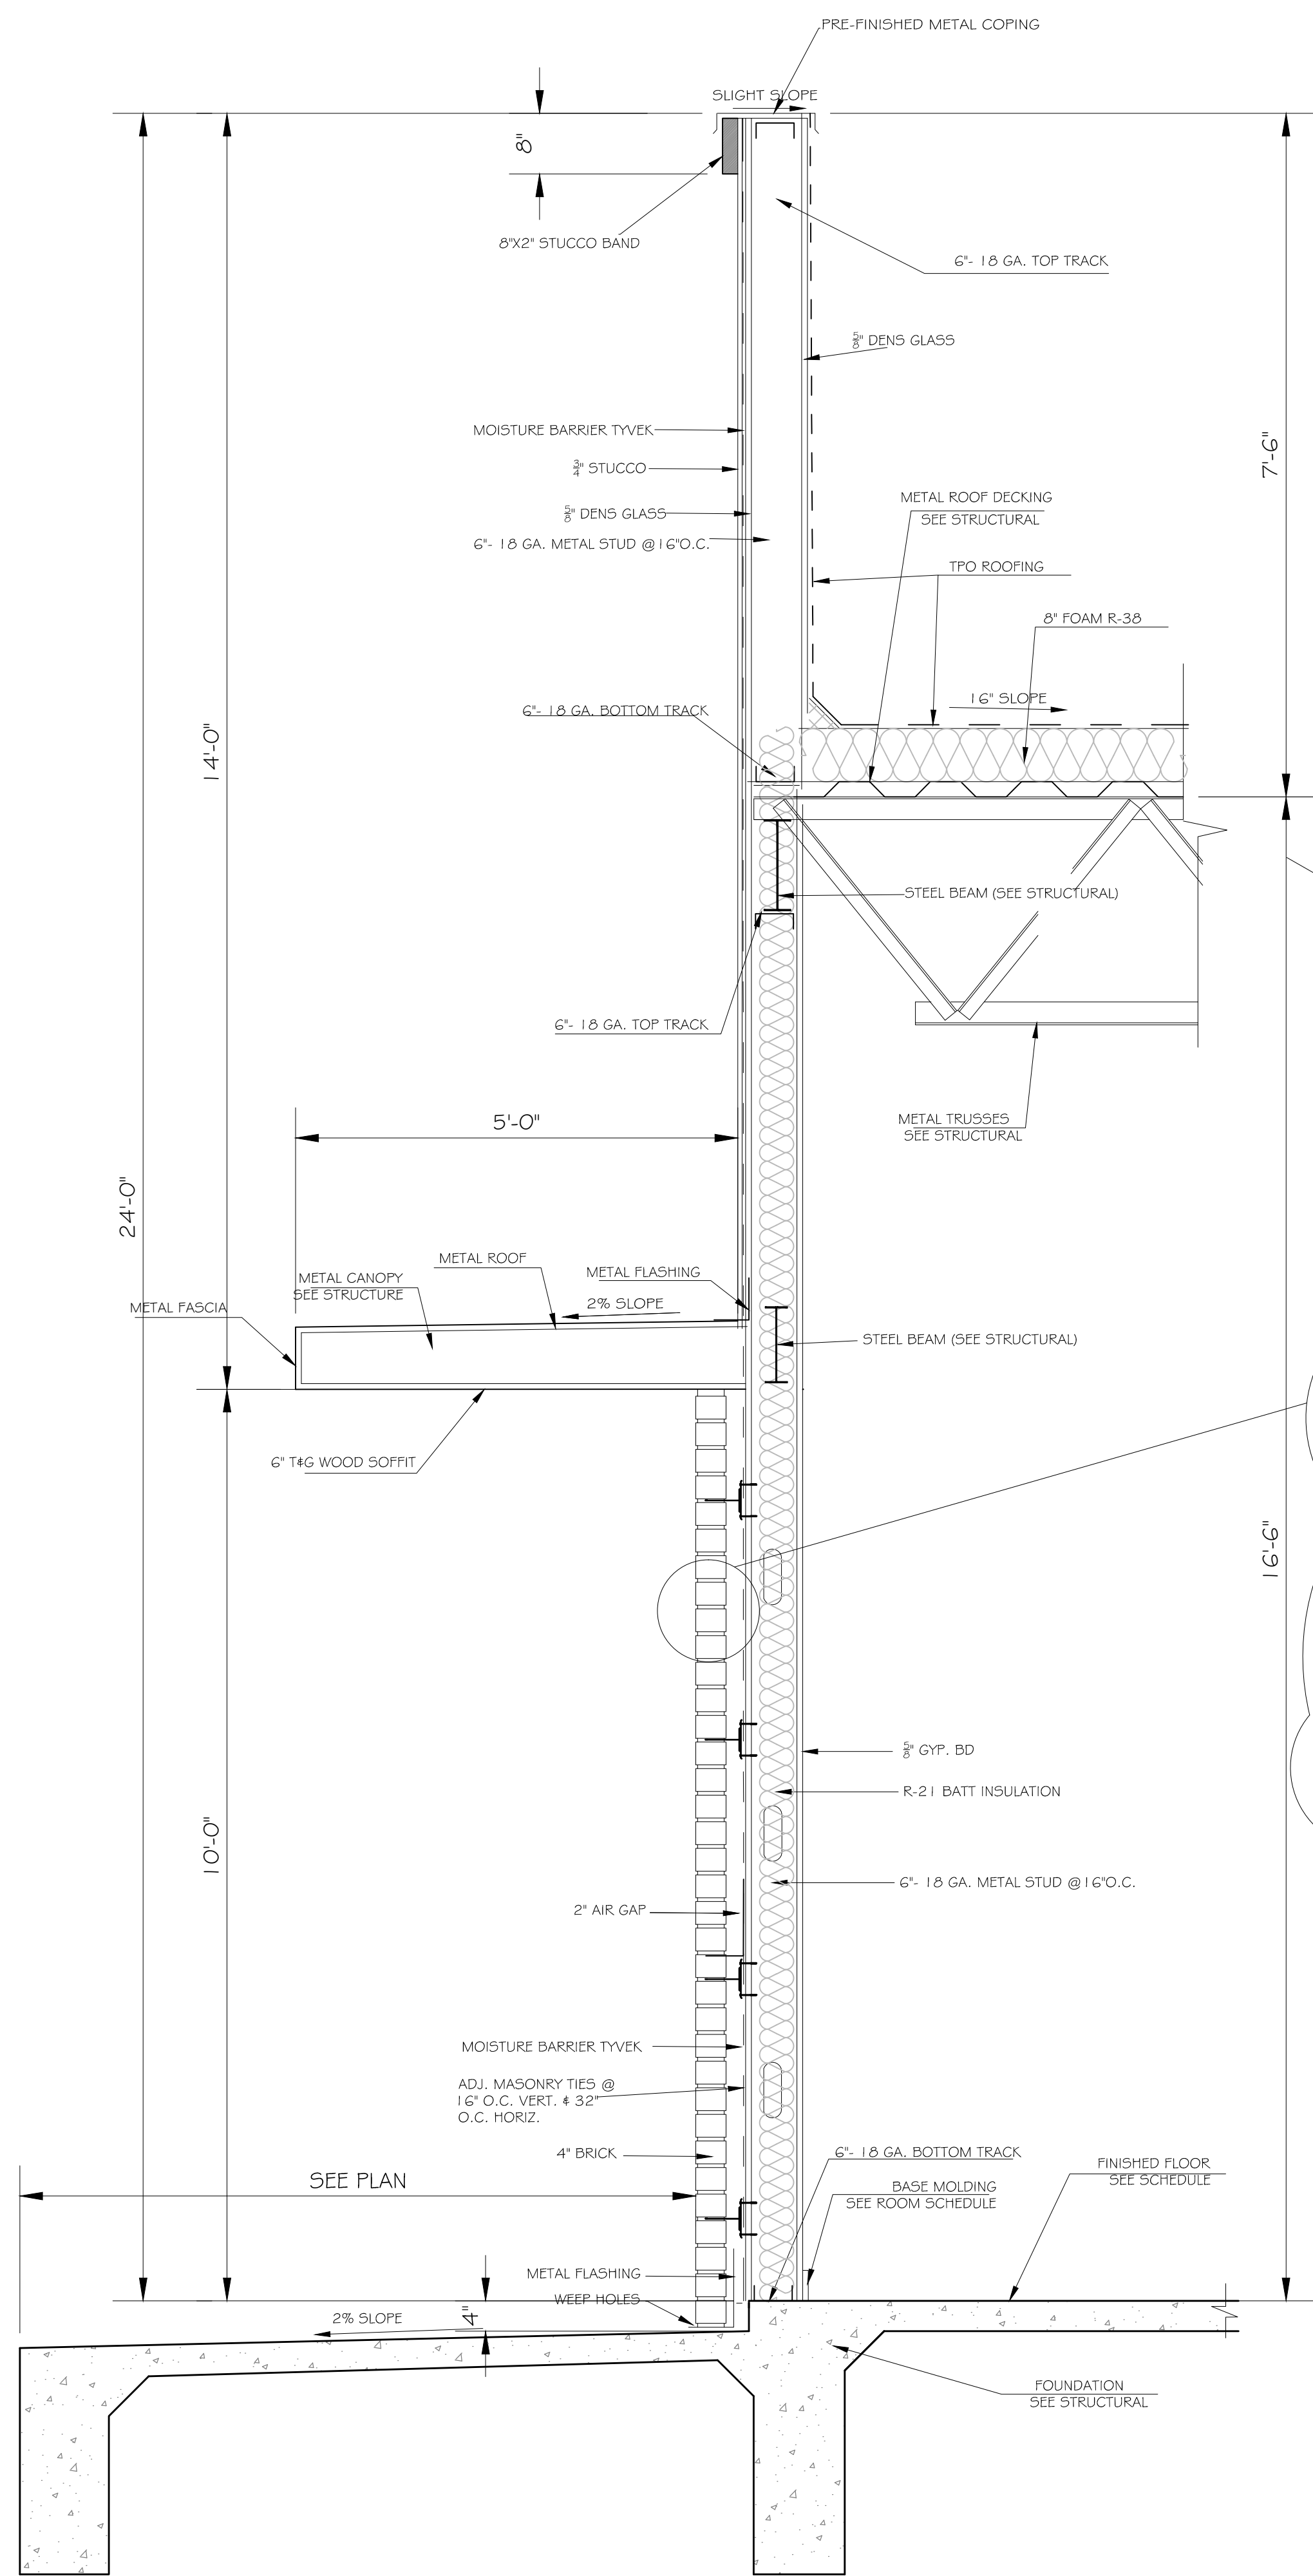 PRE-FINISHED METAL COPING
SLIGHT SLOPE
8"
8"X2" STUCCO BAND
6"- 18 GA. TOP TRACK
5/8" DENS GLASS
MOISTURE BARRIER TYVEK
3/4" STUCCO
7'-6"
METAL ROOF DECKING
SEE STRUCTURAL
5/8" DENS GLASS
6"- 18 GA. METAL STUD @16"O.C.
TPO ROOFING
8" FOAM R-38
16" SLOPE
6"- 18 GA. BOTTOM TRACK
14'-0"
STEEL BEAM (SEE STRUCTURAL)
6"- 18 GA. TOP TRACK
METAL TRUSSES
SEE STRUCTURAL
5'-0"
24'-0"
METAL ROOF
METAL FLASHING
METAL CANOPY
SEE STRUCTURE
2% SLOPE
METAL FASCIA
STEEL BEAM (SEE STRUCTURAL)
6" T&G WOOD SOFFIT
16'-6"
5/8" GYP. BD
R-21 BATT INSULATION
10'-0"
6"- 18 GA. METAL STUD @16"O.C.
2" AIR GAP
MOISTURE BARRIER TYVEK
ADJ. MASONRY TIES @
16" O.C. VERT. & 32"
O.C. HORIZ.
4" BRICK
6"- 18 GA. BOTTOM TRACK
FINISHED FLOOR
SEE SCHEDULE
SEE PLAN
BASE MOLDING
SEE ROOM SCHEDULE
METAL FLASHING
WEEP HOLES
4"
2% SLOPE
FOUNDATION
SEE STRUCTURAL